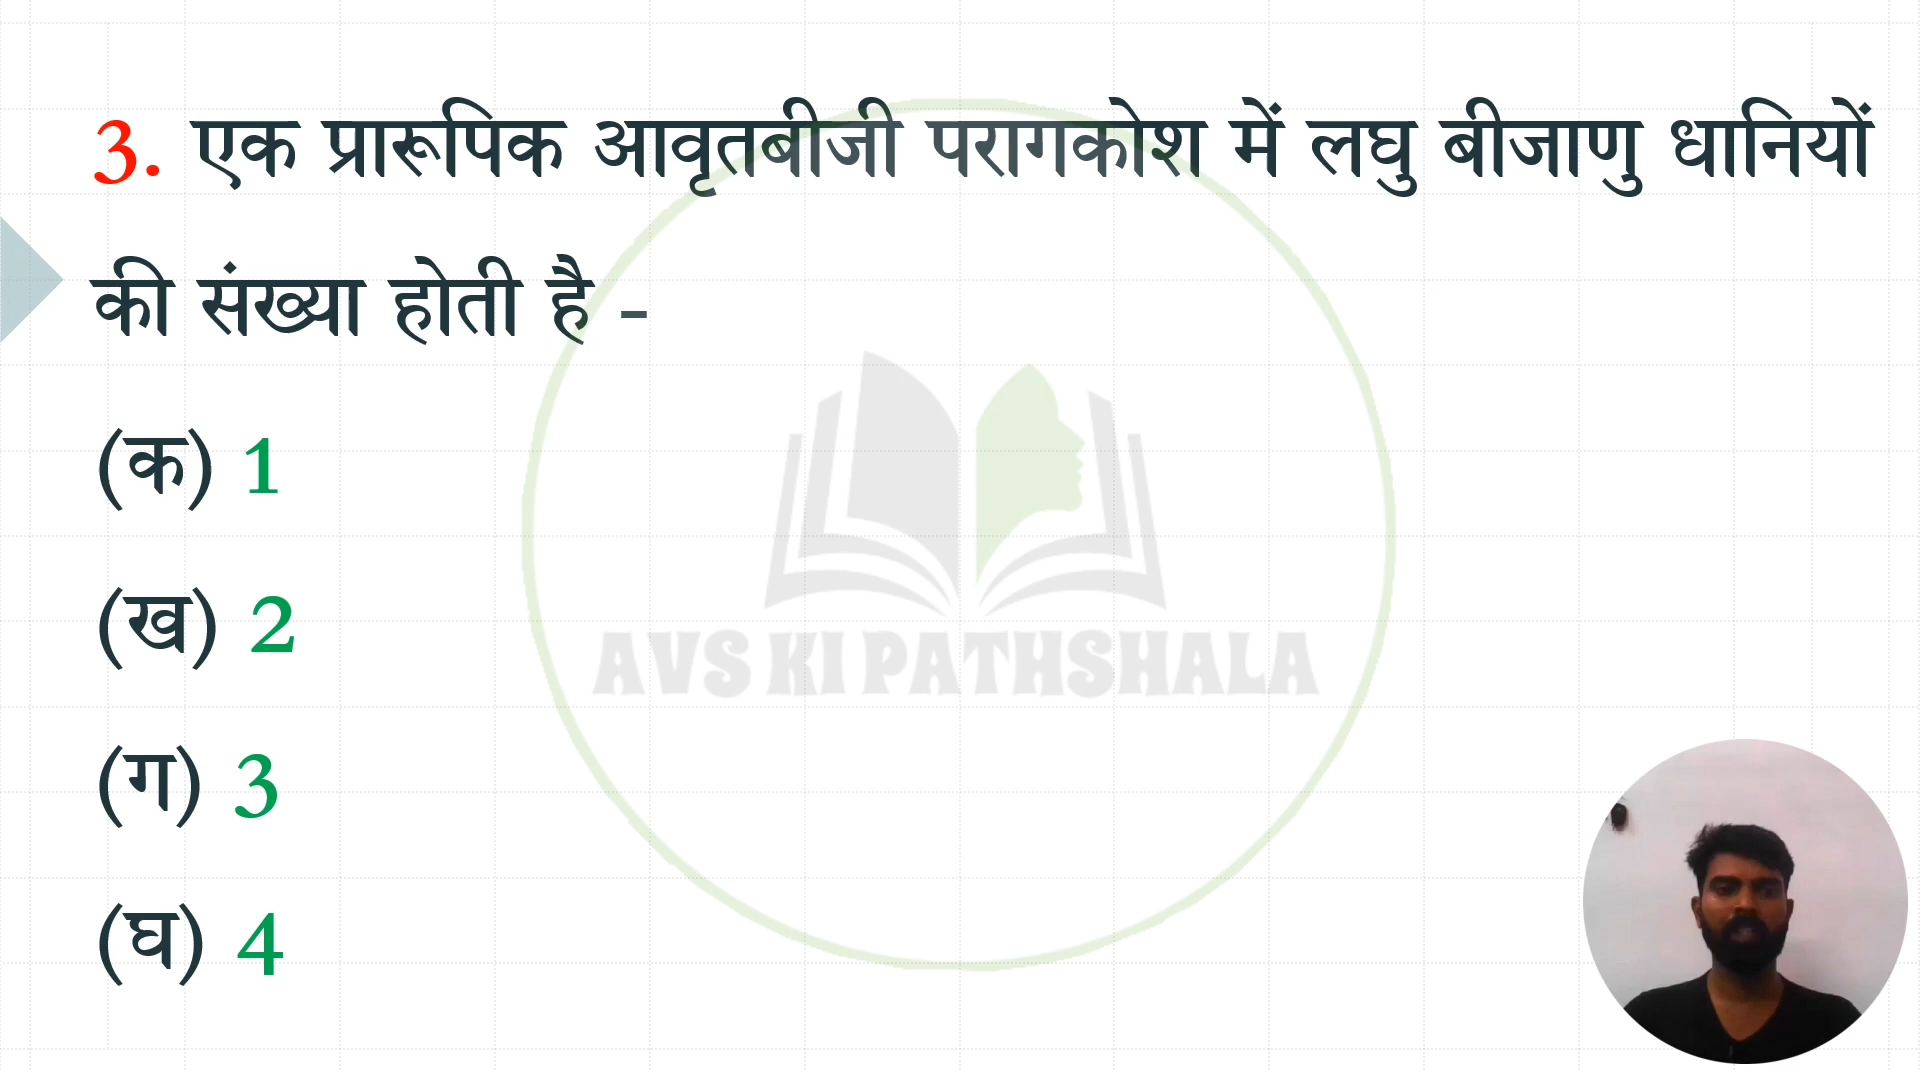 3. एक प्रारूपिक आवृतबीजी परागकोश में लघु बीजाणु धानियों
की संख्या होती है -
(क) 1
(ख) 2
(ग) 3
(घ) 4
AVS KI PATHSHALA